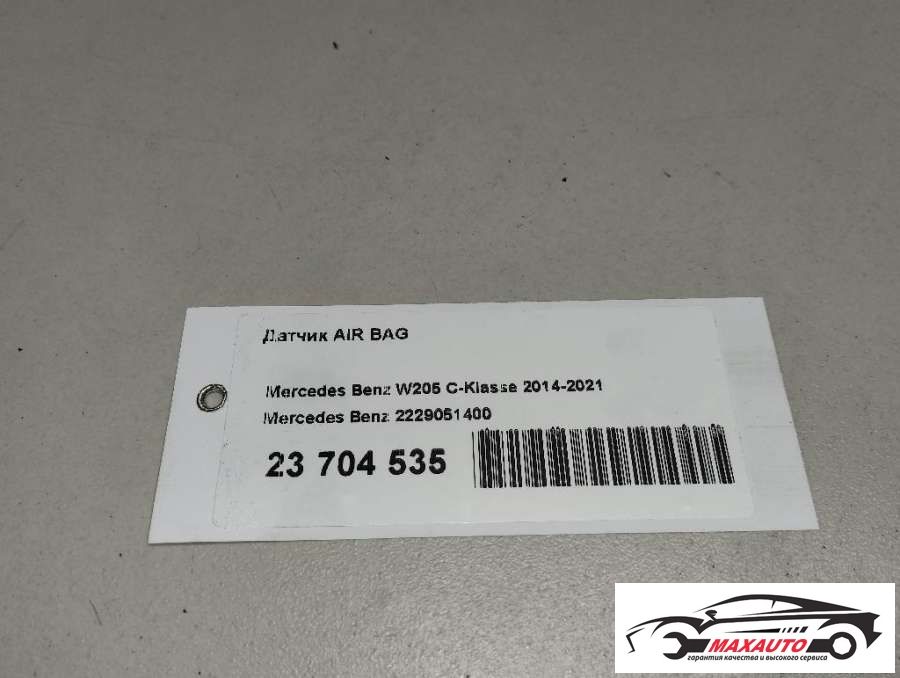 Датчик AIR BAG
Mercedes Benz W205 C-Klasse 2014-2021
Mercedes Benz 2229051400
23 704 535
MAXAUTO
гарантия качества и высокого сервиса